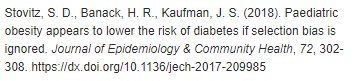 Stovitz, S. D., Banack, H. R., Kaufman, J. S. (2018). Paediatric
obesity appears to lower the risk of diabetes if selection bias is
ignored. Journal of Epidemiology & Community Health, 72, 302-
308. https://dx.doi.org/10.1136/jech-2017-209985